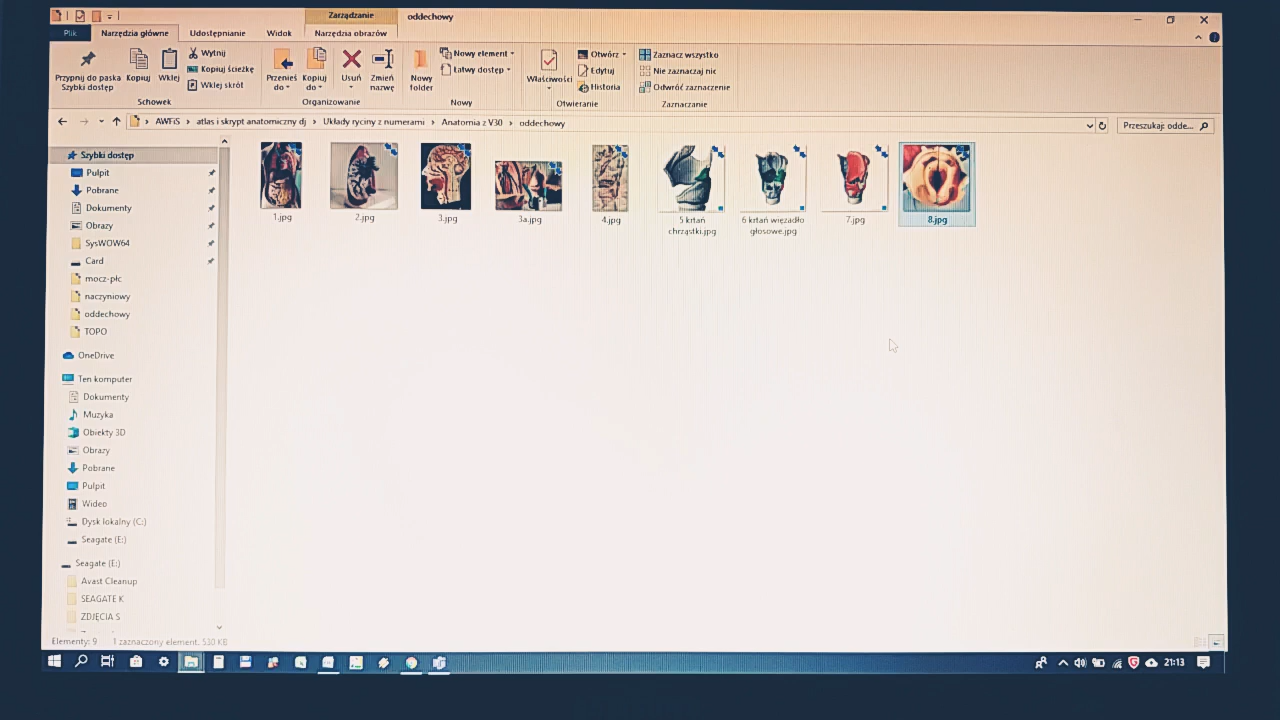 Zarządzanie
oddechowy
Plik
Narzędzia główne
Udostępnianie
Widok
Narzędzia obrazów
Przypnij do paska
Szybki dostęp
Kopiuj
Wklej
Wytnij
Kopiuj ścieżkę
Wklej skrót
Schowek
Przenieś
do
Kopiuj
do
Usuń
Zmień
nazwę
Organizowanie
Nowy
folder
Nowy element
Łatwy dostęp
Nowy
Właściwości
Otwórz
Edytuj
Historia
Otwieranie
Zaznacz wszystko
Nie zaznaczaj nic
Odwróć zaznaczenie
Zaznaczanie
AWFiS > atlas i skrypt anatomiczny dj > Układy ryciny z numerami > Anatomia z V30 > oddechowy
Przeszukaj: odde...
Szybki dostęp
Pulpit
Pobrane
Dokumenty
Obrazy
SysWOW64
Card
mocz-płc
naczyniowy
oddechowy
TOPO
OneDrive
Ten komputer
Dokumenty
Muzyka
Obiekty 3D
Obrazy
Pobrane
Pulpit
Wideo
Dysk lokalny (C:)
Seagate (E:)
Seagate (E:)
Avast Cleanup
SEAGATE K
ZDJĘCIA S
1.jpg
2.jpg
3.jpg
3a.jpg
4.jpg
5 krtań
chrząstki.jpg
6 krtań więzadło
głosowe.jpg
7.jpg
8.jpg
Elementy: 9
1 zaznaczony element. 530 KB
21:13